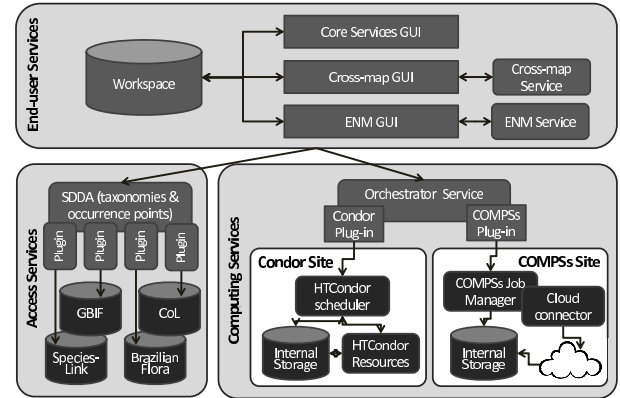 End-user Services
Workspace
Core Services GUI
Cross-map GUI
Cross-map
Service
ENM GUI
ENM Service
Access Services
SDDA (taxonomies &
occurrence points)
Plugin
Plugin
Plugin
Plugin
GBIF
CoL
Species-
Link
Brazilian
Flora
Computing Services
Orchestrator Service
Condor
Plug-in
COMPSs
Plug-in
Condor Site
HTCondor
scheduler
Internal
Storage
HTCondor
Resources
COMPSs Site
COMPSs Job
Manager
Cloud
connector
Internal
Storage